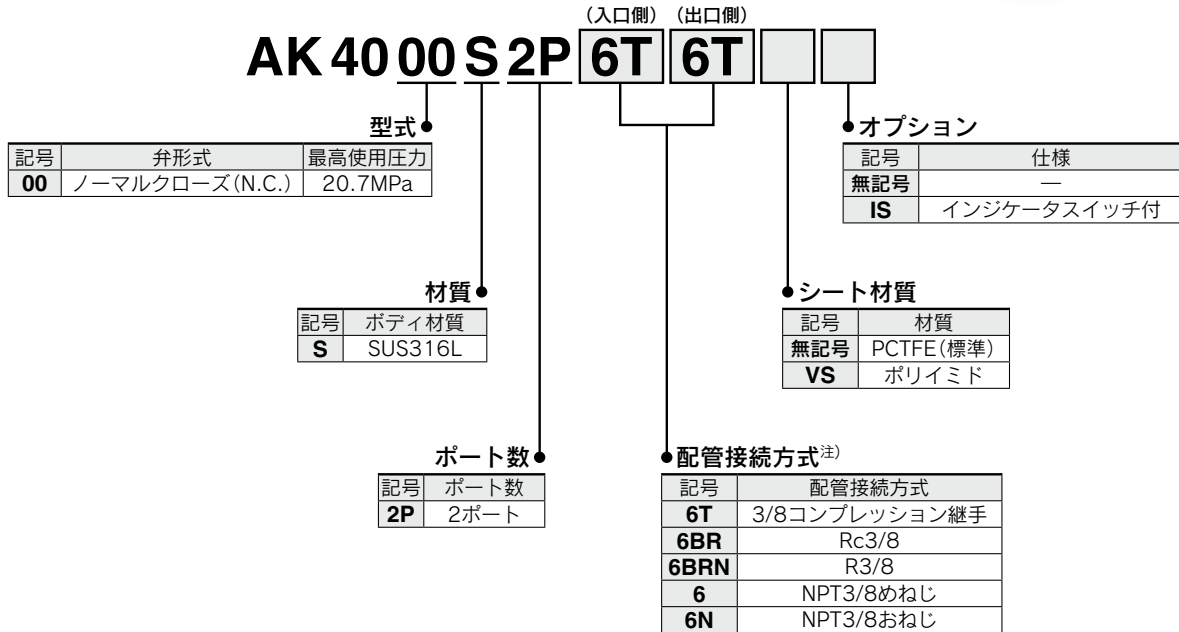 (入口側) (出口側)
AK 40 00 S 2P 6T 6T
型式
記号 弁形式 最高使用圧力
00 ノーマルクローズ(N.C.) 20.7MPa
オプション
記号 仕様
無記号 —
IS インジケータスイッチ付
材質
記号 ボディ材質
S SUS316L
シート材質
記号 材質
無記号 PCTFE(標準)
VS ポリイミド
ポート数
記号 ポート数
2P 2ポート
配管接続方式注)
記号 配管接続方式
6T 3/8コンプレッション継手
6BR Rc3/8
6BRN R3/8
6 NPT3/8めねじ
6N NPT3/8おねじ